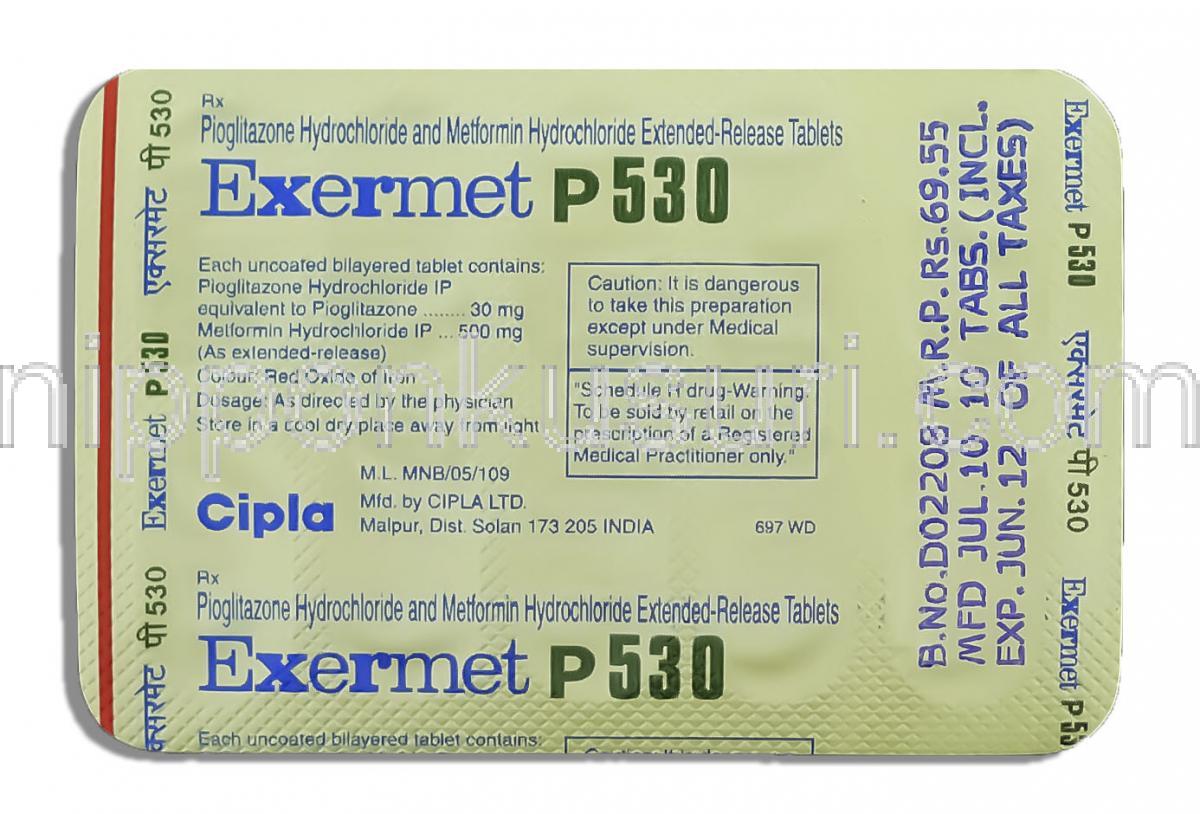 Rx
Pioglitazone Hydrochloride and Metformin Hydrochloride Extended-Release Tablets
Exermet P 530
Each uncoated bilayered tablet contains:
Pioglitazone Hydrochloride IP
equivalent to Pioglitazone ........ 30 mg
Metformin Hydrochloride IP ... 500 mg
(As extended-release)
Colour: Red Oxide of Iron
Dosage: As directed by the physician
Store in a cool dry place away from light
Caution: It is dangerous
to take this preparation
except under Medical
supervision.
"Schedule H drug-Warning:
To be sold by retail on the
prescription of a Registered
Medical Practitioner only."
Cipla
M.L. MNB/05/109
Mfd. by CIPLA LTD.
Malpur, Dist. Solan 173 205 INDIA
697 WD
Rx
Pioglitazone Hydrochloride and Metformin Hydrochloride Extended-Release Tablets
Exermet P 530
Each uncoated bilayered tablet contains:
एक्सरमेट पी 530
Exermet P 530
एक्सरमेट पी 530
B.No.D02208 M.R.P. Rs.69.55
MFD JUL.10 10 TABS.(INCL.
EXP. JUN.12 OF ALL TAXES)
Exermet P 530
एक्सरमेट पी 530
Exermet P 53
nipponkusuri.com